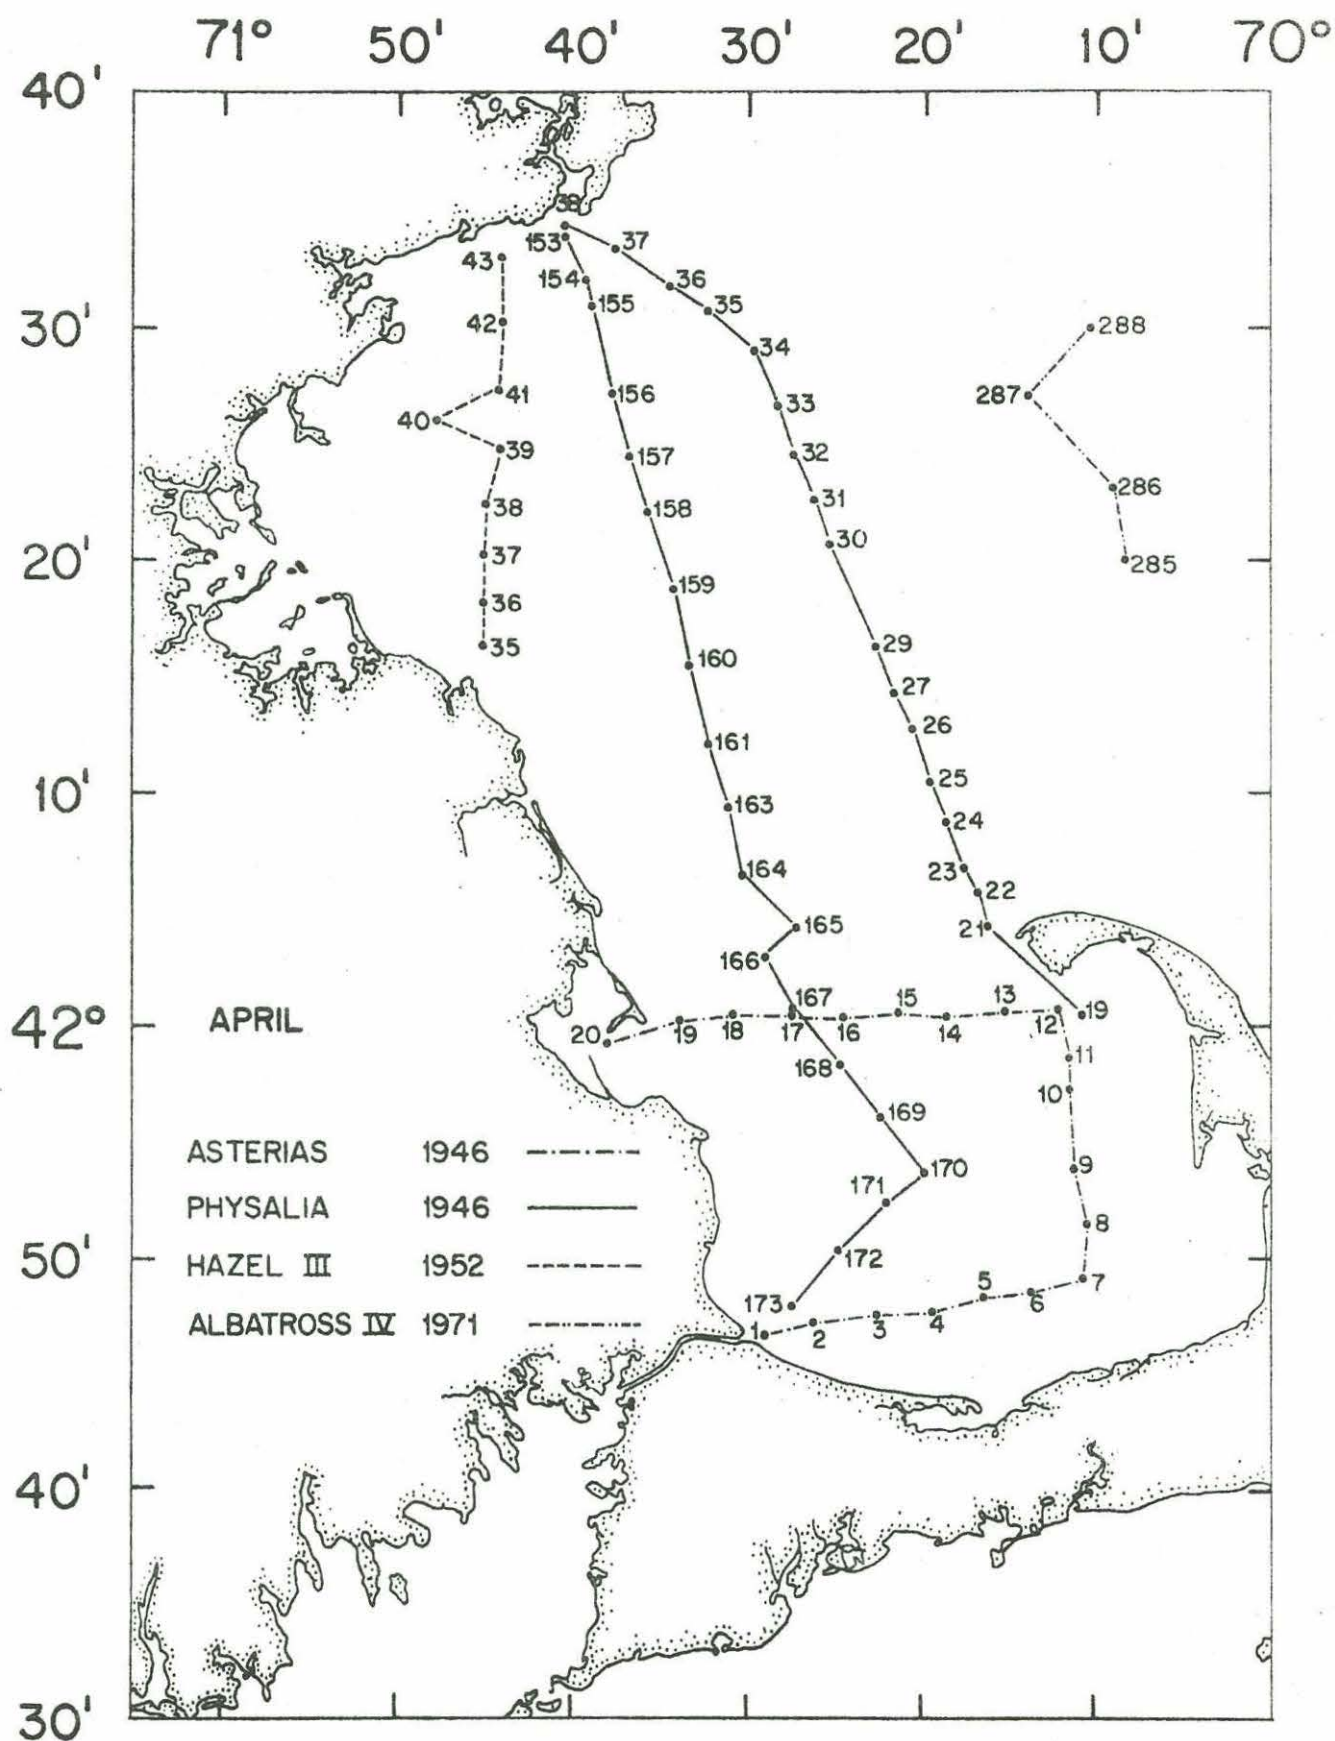 71° 50' 40' 30' 20' 10' 70°
40'
38
153 37
43
154 36
155 35
30' 42 288
34
41 156 33 287
40
39 157 32
38 158 31 286
37 30 285
20'
36 159
35 160 29
27
161 26
10' 25
163 24
164 23
22
165 21
166
167 15 13
42° APRIL 20 19 18 17 16 14 12 19
11
168
10
169
ASTERIAS 1946
170 9
171
PHYSALIA 1946
8
50' 172
HAZEL III 1952
5 7
173 6
ALBATROSS IV 1971
1 2 3 4
40'
30'